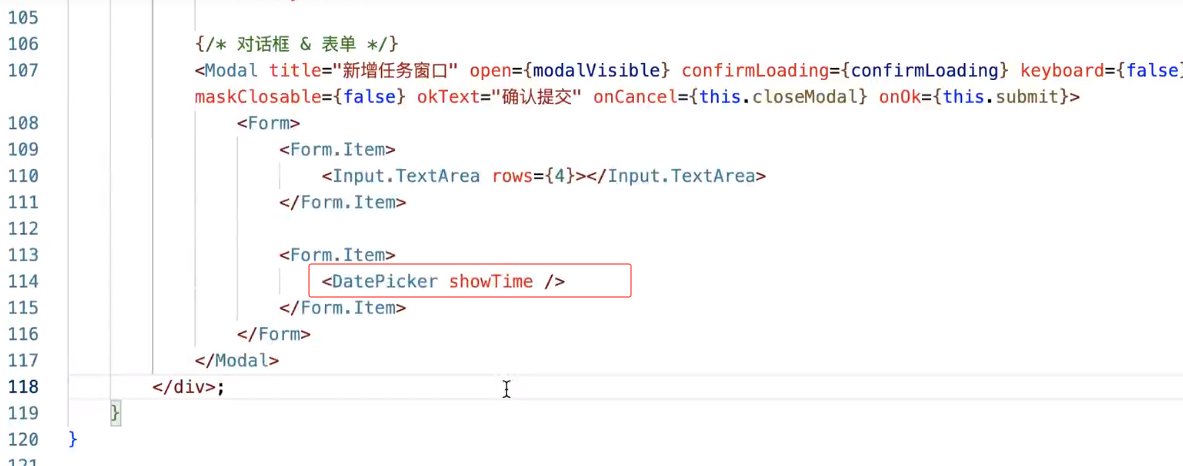 105
106 {/* 对话框 & 表单 */}
107 <Modal title="新增任务窗口" open={modalVisible} confirmLoading={confirmLoading} keyboard={false}
maskClosable={false} okText="确认提交" onCancel={this.closeModal} onOk={this.submit}>
108 <Form>
109 <Form.Item>
110 <Input.TextArea rows={4}></Input.TextArea>
111 </Form.Item>
112
113 <Form.Item>
114 <DatePicker showTime />
115 </Form.Item>
116 </Form>
117 </Modal>
118 </div>;
119 }
120 }
121